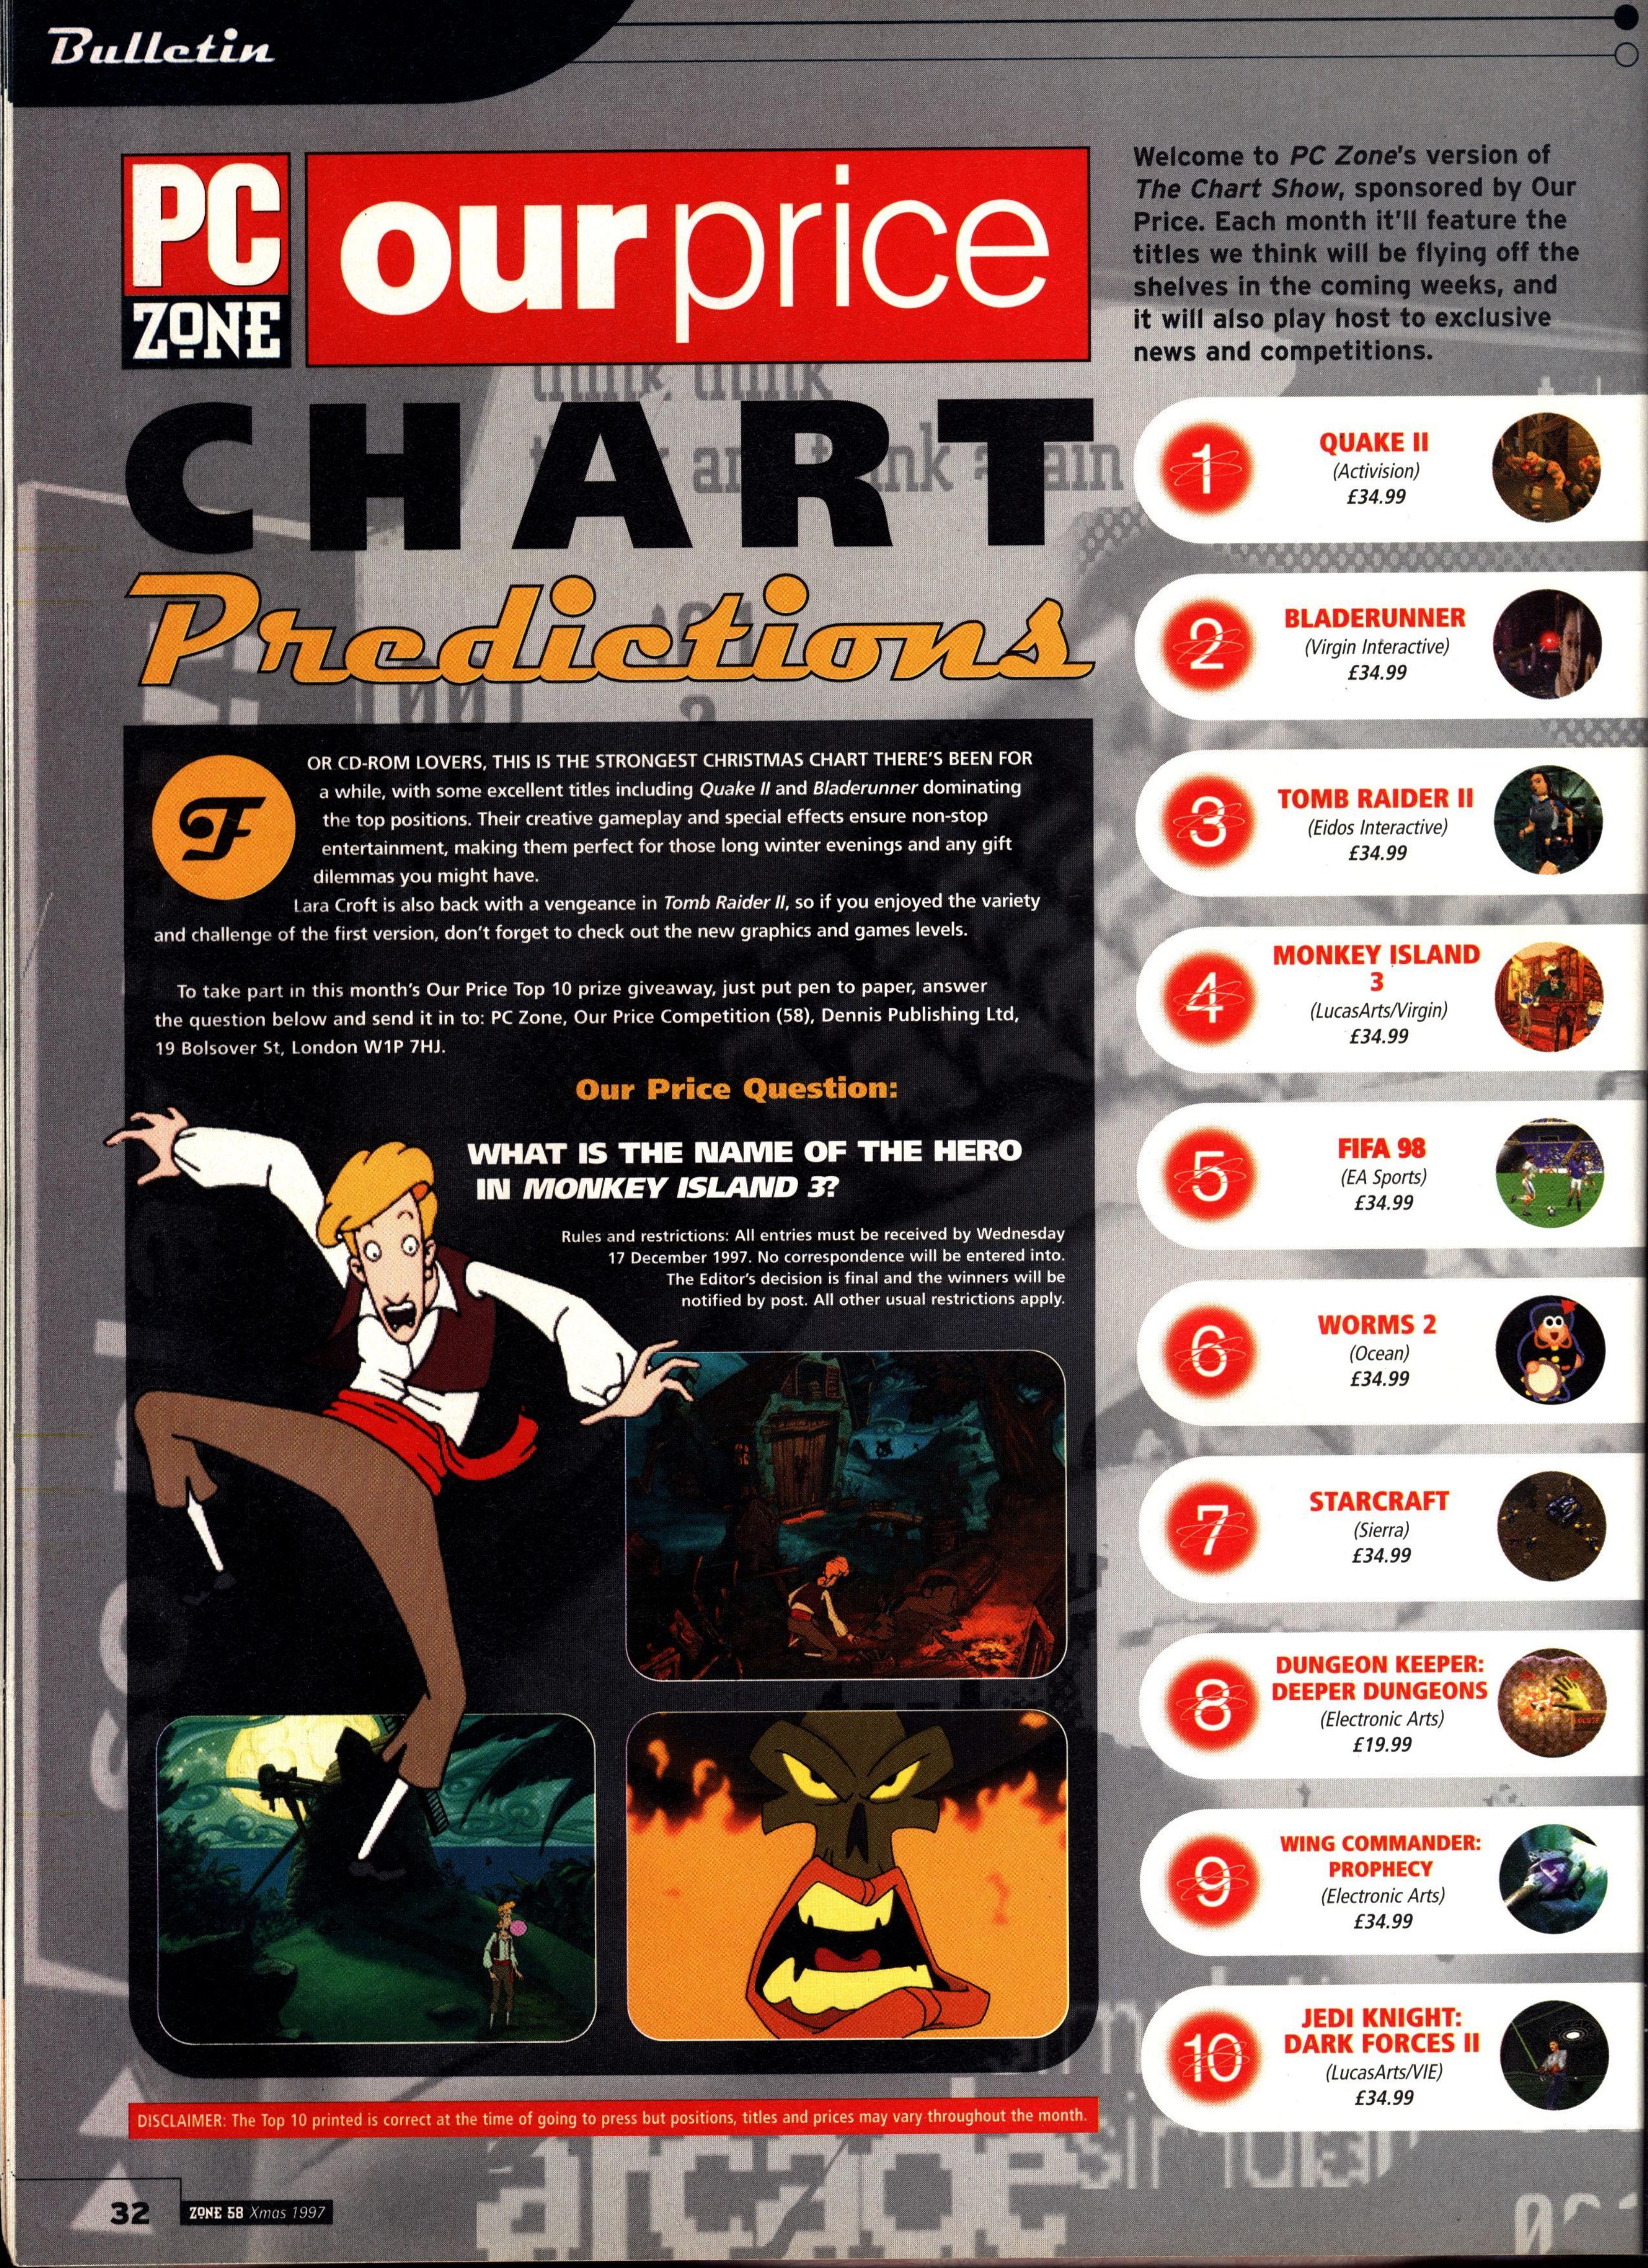 Bulletin
PC
ZONE
ourprice
Welcome to PC Zone's version of
The Chart Show, sponsored by Our
Price. Each month it'll feature the
titles we think will be flying off the
shelves in the coming weeks, and
it will also play host to exclusive
news and competitions.
CHART
Predictions
FOR CD-ROM LOVERS, THIS IS THE STRONGEST CHRISTMAS CHART THERE'S BEEN FOR
a while, with some excellent titles including Quake II and Bladerunner dominating
the top positions. Their creative gameplay and special effects ensure non-stop
entertainment, making them perfect for those long winter evenings and any gift
dilemmas you might have.
Lara Croft is also back with a vengeance in Tomb Raider II, so if you enjoyed the variety
and challenge of the first version, don't forget to check out the new graphics and games levels.
To take part in this month's Our Price Top 10 prize giveaway, just put pen to paper, answer
the question below and send it in to: PC Zone, Our Price Competition (58), Dennis Publishing Ltd,
19 Bolsover St, London W1P 7HJ.
Our Price Question:
WHAT IS THE NAME OF THE HERO
IN MONKEY ISLAND 3?
Rules and restrictions: All entries must be received by Wednesday
17 December 1997. No correspondence will be entered into.
The Editor's decision is final and the winners will be
notified by post. All other usual restrictions apply.
1
QUAKE II
(Activision)
£34.99
2
BLADERUNNER
(Virgin Interactive)
£34.99
3
TOMB RAIDER II
(Eidos Interactive)
£34.99
4
MONKEY ISLAND
3
(LucasArts/Virgin)
£34.99
5
FIFA 98
(EA Sports)
£34.99
6
WORMS 2
(Ocean)
£34.99
7
STARCRAFT
(Sierra)
£34.99
8
DUNGEON KEEPER:
DEEPER DUNGEONS
(Electronic Arts)
£19.99
9
WING COMMANDER:
PROPHECY
(Electronic Arts)
£34.99
10
JEDI KNIGHT:
DARK FORCES II
(LucasArts/VIE)
£34.99
DISCLAIMER: The Top 10 printed is correct at the time of going to press but positions, titles and prices may vary throughout the month.
32
ZONE 58 Xmas 1997